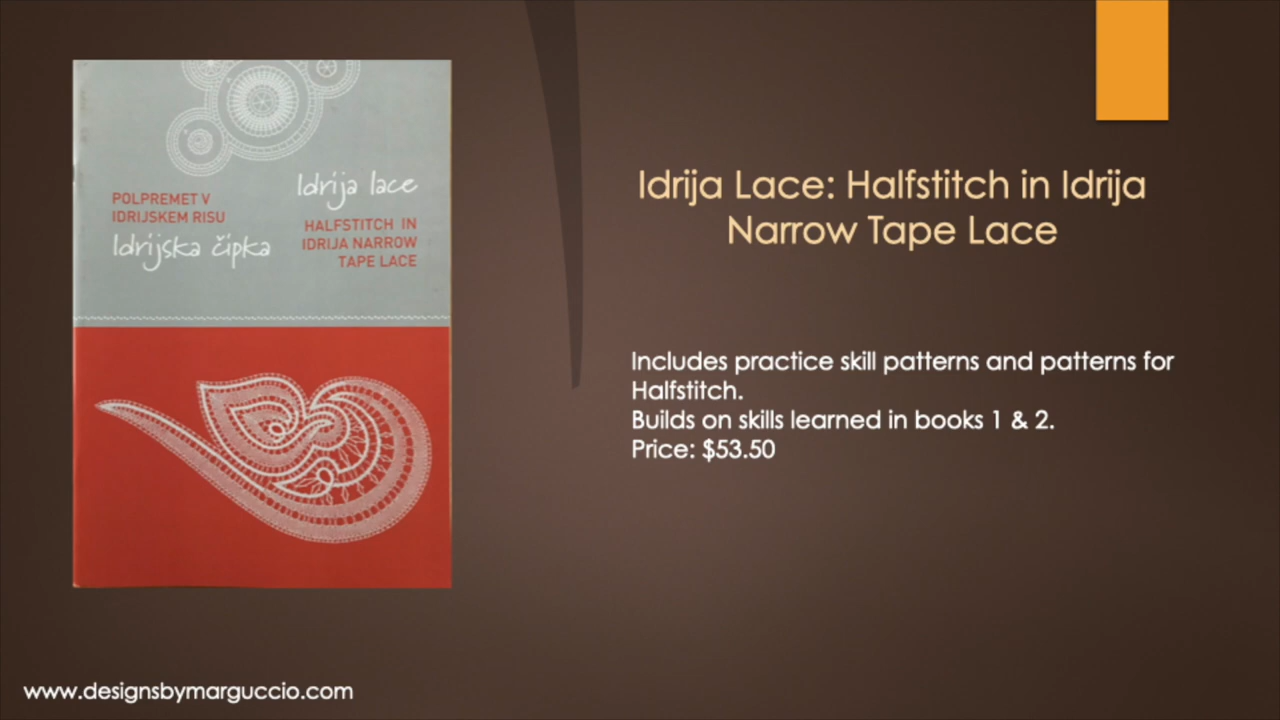 POLPREMET V
IDRIJSKEM RISU
Idrijska čipka
Idrija lace
HALFSTITCH IN
IDRIJA NARROW
TAPE LACE
Idrija Lace: Halfstitch in Idrija
Narrow Tape Lace
Includes practice skill patterns and patterns for
Halfstitch.
Builds on skills learned in books 1 & 2.
Price: $53.50
www.designsbymarguccio.com